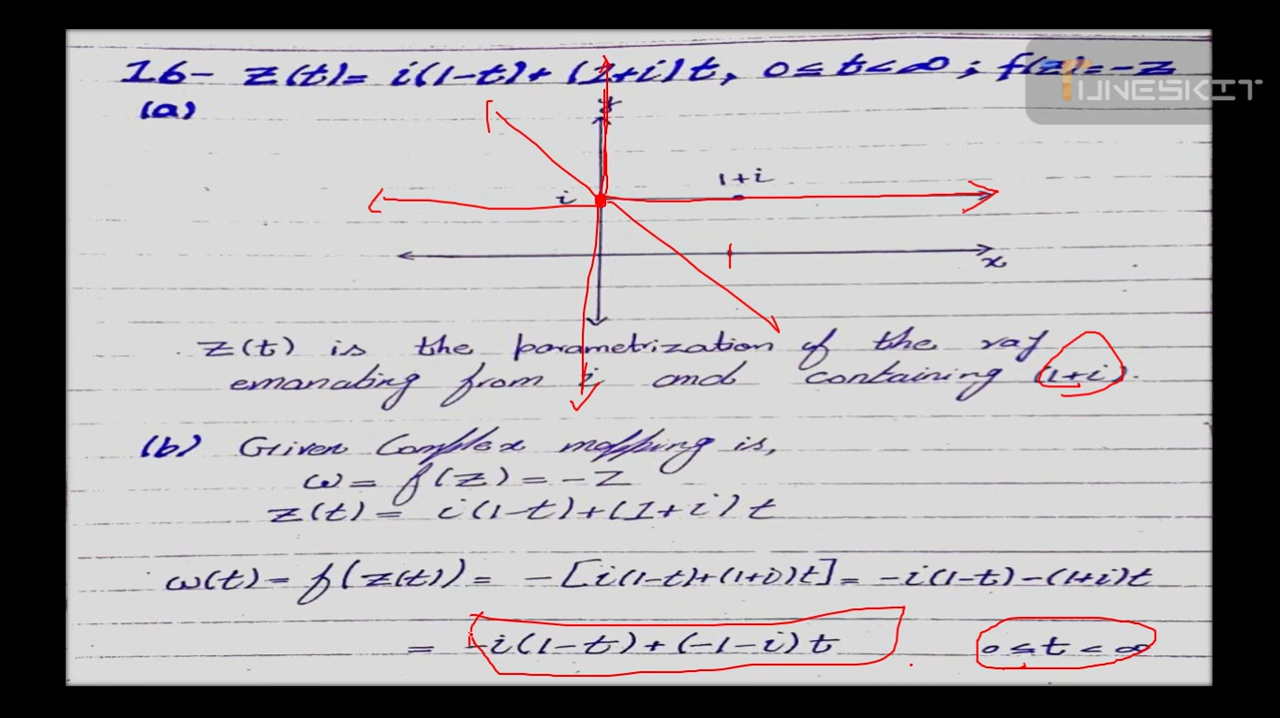 16- Z(t)= i(1-t)+(1+i)t, 0≤t<∞; f(z)=-z
TUNESKIT
(a)
y
1+i
i
x
Z(t) is the parametrization of the ray
emanating from i and containing (1+i).
(b) Given Complex mapping is,
ω= f(z)=-Z
Z(t)= i(1-t)+(1+i)t
ω(t)= f(z(t))= -[i(1-t)+(1+i)t]= -i(1-t)-(1+i)t
= -i(1-t)+(-1-i)t 0≤t<∞